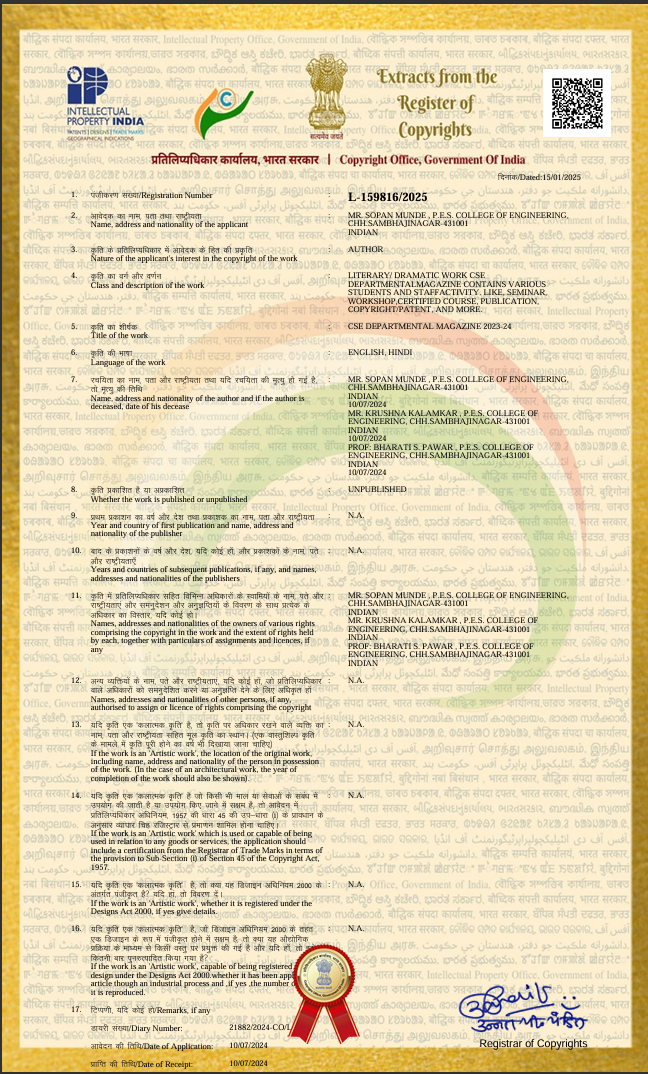 INTELLECTUAL
PROPERTY INDIA
PATENTS | DESIGNS | TRADE MARKS
GEOGRAPHICAL INDICATIONS
सत्यमेव जयते
Extracts from the
Register of
Copyrights
प्रतिलिप्यधिकार कार्यालय, भारत सरकार | Copyright Office, Government Of India
दिनांक/Dated:15/01/2025
1. पंजीकरण संख्या/Registration Number : L-159816/2025
2. आवेदक का नाम, पता तथा राष्ट्रीयता : MR. SOPAN MUNDE , P.E.S. COLLEGE OF ENGINEERING,
Name, address and nationality of the applicant CHH.SAMBHAJINAGAR-431001
INDIAN
3. कृति के प्रतिलिप्यधिकार में आवेदक के हित की प्रकृति : AUTHOR
Nature of the applicant's interest in the copyright of the work
4. कृति का वर्ग और वर्णन : LITERARY/ DRAMATIC WORK CSE
Class and description of the work DEPARTMENTALMAGAZINE CONTAINS VARIOUS
STUDENTS AND STAFFACTIVITY. LIKE, SEMINAR,
WORKSHOP,CERTIFIED COURSE, PUBLICATION,
COPYRIGHT/PATENT, AND MORE.
5. कृति का शीर्षक : CSE DEPARTMENTAL MAGAZINE 2023-24
Title of the work
6. कृति की भाषा : ENGLISH, HINDI
Language of the work
7. रचयिता का नाम, पता और राष्ट्रीयता तथा यदि रचयिता की मृत्यु हो गई है, : MR. SOPAN MUNDE , P.E.S. COLLEGE OF ENGINEERING,
तो मृत्यु की तिथि CHH.SAMBHAJINAGAR-431001
Name, address and nationality of the author and if the author is INDIAN
deceased, date of his decease 10/07/2024
MR. KRUSHNA KALAMKAR , P.E.S. COLLEGE OF
ENGINEERING, CHH.SAMBHAJINAGAR-431001
INDIAN
10/07/2024
PROF: BHARATI S. PAWAR , P.E.S. COLLEGE OF
ENGINEERING, CHH.SAMBHAJINAGAR-431001
INDIAN
10/07/2024
8. कृति प्रकाशित है या अप्रकाशित : UNPUBLISHED
Whether the work is published or unpublished
9. प्रथम प्रकाशन का वर्ष और देश तथा प्रकाशक का नाम, पता और राष्ट्रीयता : N.A.
Year and country of first publication and name, address and
nationality of the publisher
10. बाद के प्रकाशनों के वर्ष और देश, यदि कोई हों, और प्रकाशकों के नाम, पते : N.A.
और राष्ट्रीयताएँ
Years and countries of subsequent publications, if any, and names,
addresses and nationalities of the publishers
11. कृति में प्रतिलिप्यधिकार सहित विभिन्न अधिकारों के स्वामियों के नाम, पते और : MR. SOPAN MUNDE , P.E.S. COLLEGE OF ENGINEERING,
राष्ट्रीयताएं और समनुदेशन और अनुज्ञप्तियों के विवरण के साथ प्रत्येक के CHH.SAMBHAJINAGAR-431001
अधिकार का विस्तार, यदि कोई हो। INDIAN
Names, addresses and nationalities of the owners of various rights MR. KRUSHNA KALAMKAR , P.E.S. COLLEGE OF
comprising the copyright in the work and the extent of rights held ENGINEERING, CHH.SAMBHAJINAGAR-431001
by each, together with particulars of assignments and licences, if INDIAN
any PROF: BHARATI S. PAWAR , P.E.S. COLLEGE OF
ENGINEERING, CHH.SAMBHAJINAGAR-431001
INDIAN
12. अन्य व्यक्तियों के नाम, पते और राष्ट्रीयताएं, यदि कोई हों, जो प्रतिलिप्यधिकार : N.A.
वाले अधिकारों को समनुदेशित करने या अनुज्ञप्ति देने के लिए अधिकृत हों
Names, addresses and nationalities of other persons, if any,
authorised to assign or licence of rights comprising the copyright
13. यदि कृति एक 'कलात्मक कृति' है, तो कृति पर अधिकार रखने वाले व्यक्ति का : N.A.
नाम, पता और राष्ट्रीयता सहित मूल कृति का स्थान। (एक वास्तुशिल्प कृति
के मामले में कृति पूरी होने का वर्ष भी दिखाया जाना चाहिए)
If the work is an 'Artistic work', the location of the original work,
including name, address and nationality of the person in possession
of the work. (In the case of an architectural work, the year of
completion of the work should also be shown).
14. यदि कृति एक 'कलात्मक कृति' है जो किसी भी माल या सेवाओं के संबंध में : N.A.
उपयोग की जाती है या उपयोग किए जाने में सक्षम है, तो आवेदन में
प्रतिलिप्यधिकार अधिनियम, 1957 की धारा 45 की उप-धारा (i) के प्रावधान के
अनुसार व्यापार चिह्न रजिस्ट्रार से प्रमाणन शामिल होना चाहिए।
If the work is an 'Artistic work' which is used or capable of being
used in relation to any goods or services, the application should
include a certification from the Registrar of Trade Marks in terms of
the provision to Sub-Section (i) of Section 45 of the Copyright Act,
1957.
15. यदि कृति एक 'कलात्मक कृति' है, तो क्या यह डिजाइन अधिनियम 2000 के : N.A.
अंतर्गत पंजीकृत है? यदि हां, तो विवरण दें।
If the work is an 'Artistic work', whether it is registered under the
Designs Act 2000, if yes give details.
16. यदि कृति एक 'कलात्मक कृति' है, जो डिजाइन अधिनियम 2000 के तहत : N.A.
एक डिजाइन के रूप में पंजीकृत होने में सक्षम है, तो क्या यह औद्योगिक
प्रक्रिया के माध्यम से किसी वस्तु पर प्रयुक्त की गई है और यदि हाँ, तो
कितनी बार पुनरुत्पादित किया गया है?
If the work is an 'Artistic work', capable of being registered
design under the Designs Act 2000.whether it has been
article though an industrial process and ,if yes ,the number
it is reproduced.
17. टिप्पणी, यदि कोई हो/Remarks, if any
डायरी संख्या/Diary Number: 21882/2024-CO/L
आवेदन की तिथि/Date of Application: 10/07/2024
प्राप्ति की तिथि/Date of Receipt: 10/07/2024
Registrar of Copyrights